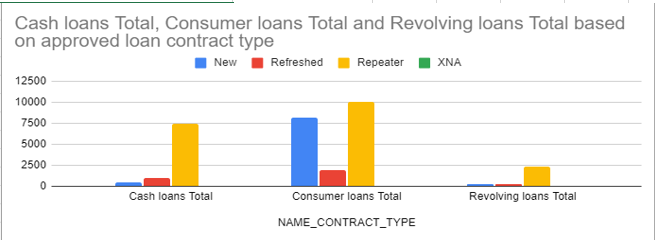 Cash loans Total, Consumer loans Total and Revolving loans Total based
on approved loan contract type
New Refreshed Repeater XNA
12500
10000
7500
5000
2500
0
Cash loans Total Consumer loans Total Revolving loans Total
NAME_CONTRACT_TYPE